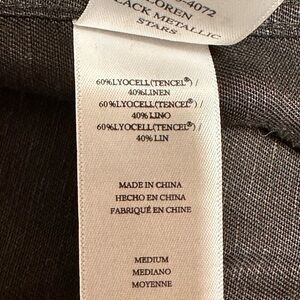 -4072
LOREN
BLACK METALLIC
STARS
60%LYOCELL(TENCEL®) /
40%LINEN
60%LYOCELL(TENCEL®) /
40% LINO
60%LYOCELL(TENCEL®) /
40% LIN
MADE IN CHINA
HECHO EN CHINA
FABRIQUÉ EN CHINE
MEDIUM
MEDIANO
MOYENNE